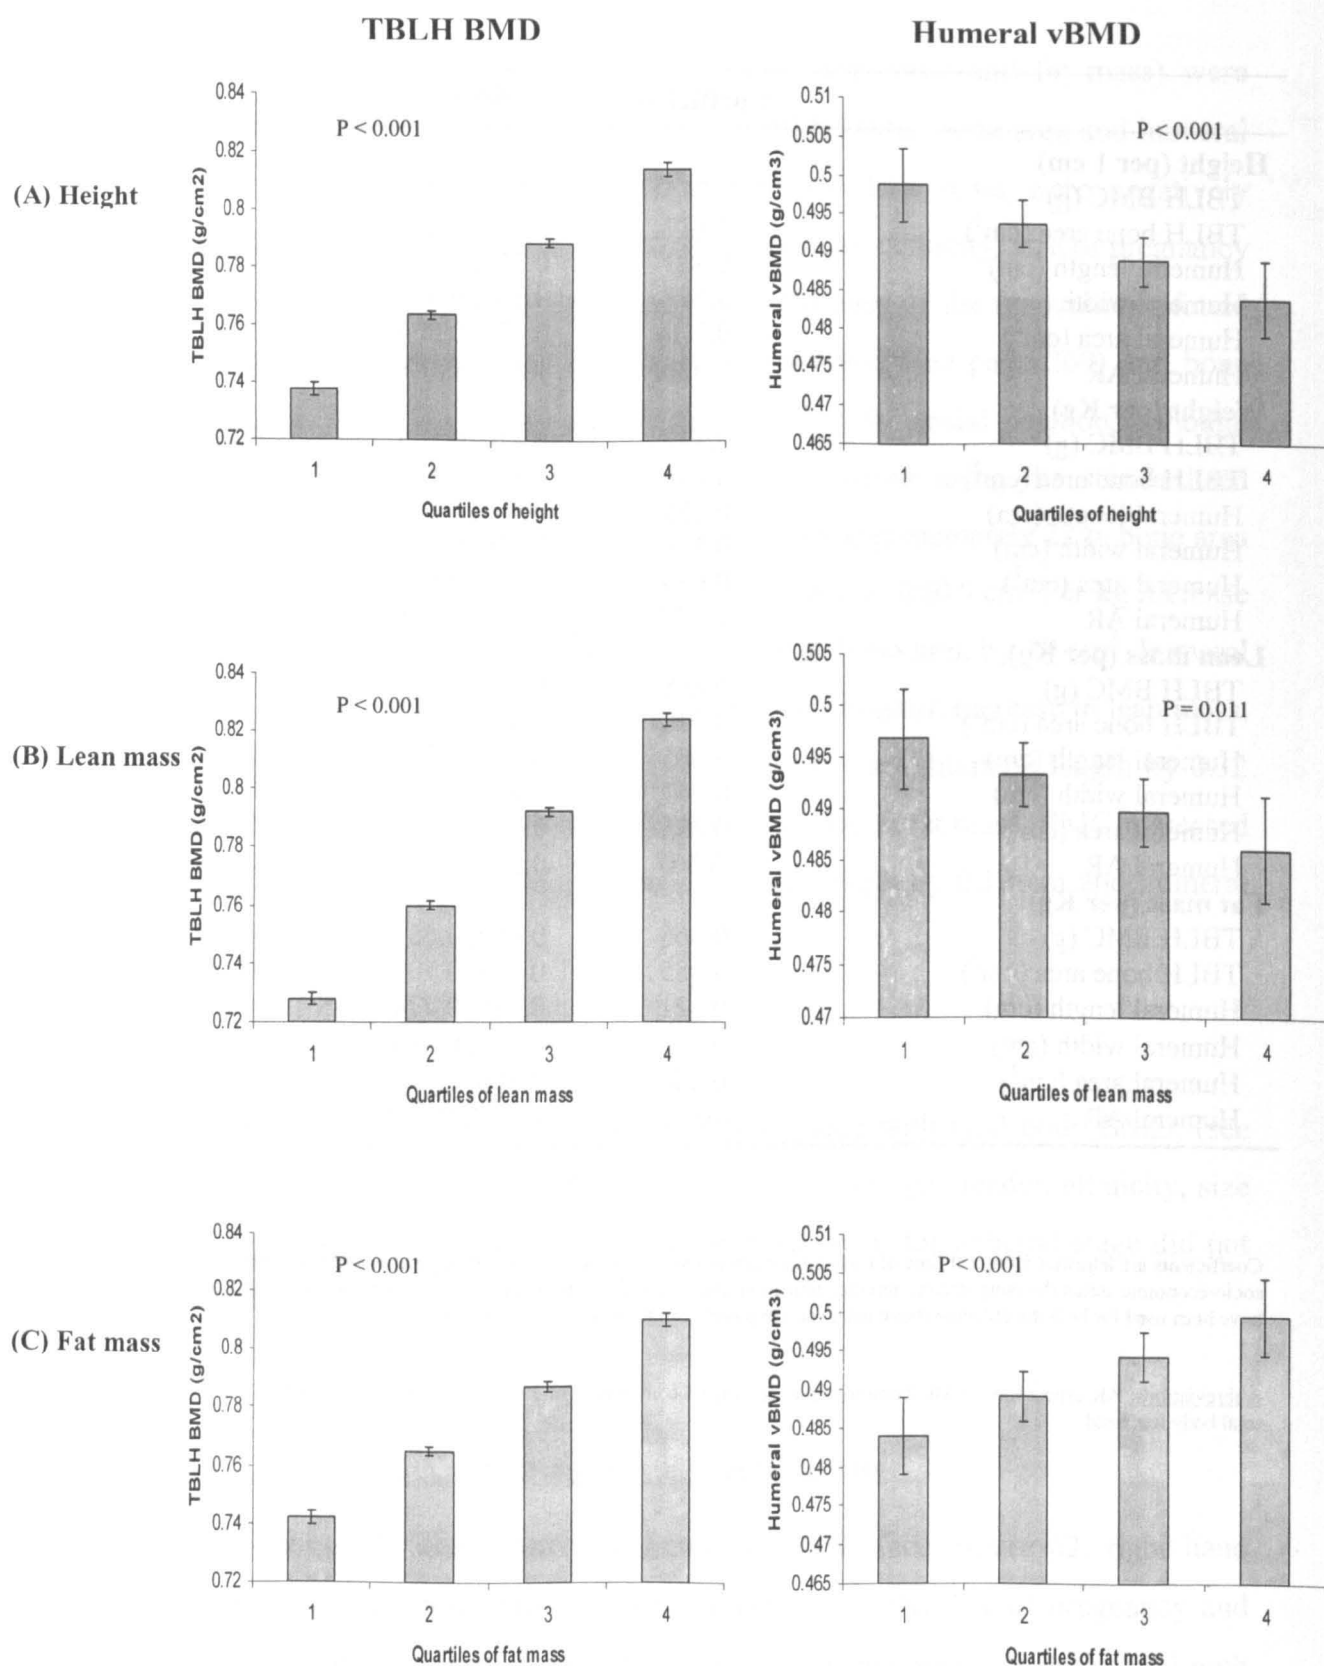 TBLH BMD
Humeral vBMD
(A) Height
TBLH BMD (g/cm2)
0.84
0.82
0.8
0.78
0.76
0.74
0.72
P < 0.001
1 2 3 4
Quartiles of height
Humeral vBMD (g/cm3)
0.51
0.505
0.5
0.495
0.49
0.485
0.48
0.475
0.47
0.465
P < 0.001
1 2 3 4
Quartiles of height
(B) Lean mass
TBLH BMD (g/cm2)
0.84
0.82
0.8
0.78
0.76
0.74
0.72
P < 0.001
1 2 3 4
Quartiles of lean mass
Humeral vBMD (g/cm3)
0.505
0.5
0.495
0.49
0.485
0.48
0.475
0.47
P = 0.011
1 2 3 4
Quartiles of lean mass
(C) Fat mass
TBLH BMD (g/cm2)
0.84
0.82
0.8
0.78
0.76
0.74
0.72
P < 0.001
1 2 3 4
Quartiles of fat mass
Humeral vBMD (g/cm3)
0.51
0.505
0.5
0.495
0.49
0.485
0.48
0.475
0.47
0.465
P < 0.001
1 2 3 4
Quartiles of fat mass